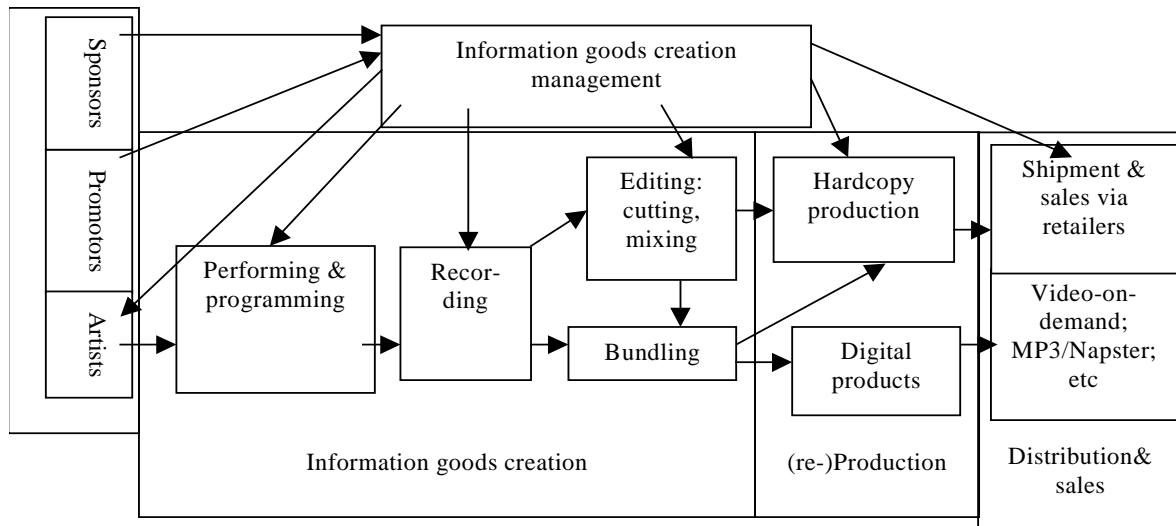 Sponsors
Promotors
Artists
Information goods creation
management
Performing &
programming
Recor-
ding
Editing:
cutting,
mixing
Bundling
Hardcopy
production
Digital
products
Shipment &
sales via
retailers
Video-on-
demand;
MP3/Napster;
etc
Information goods creation
(re-)Production
Distribution&
sales